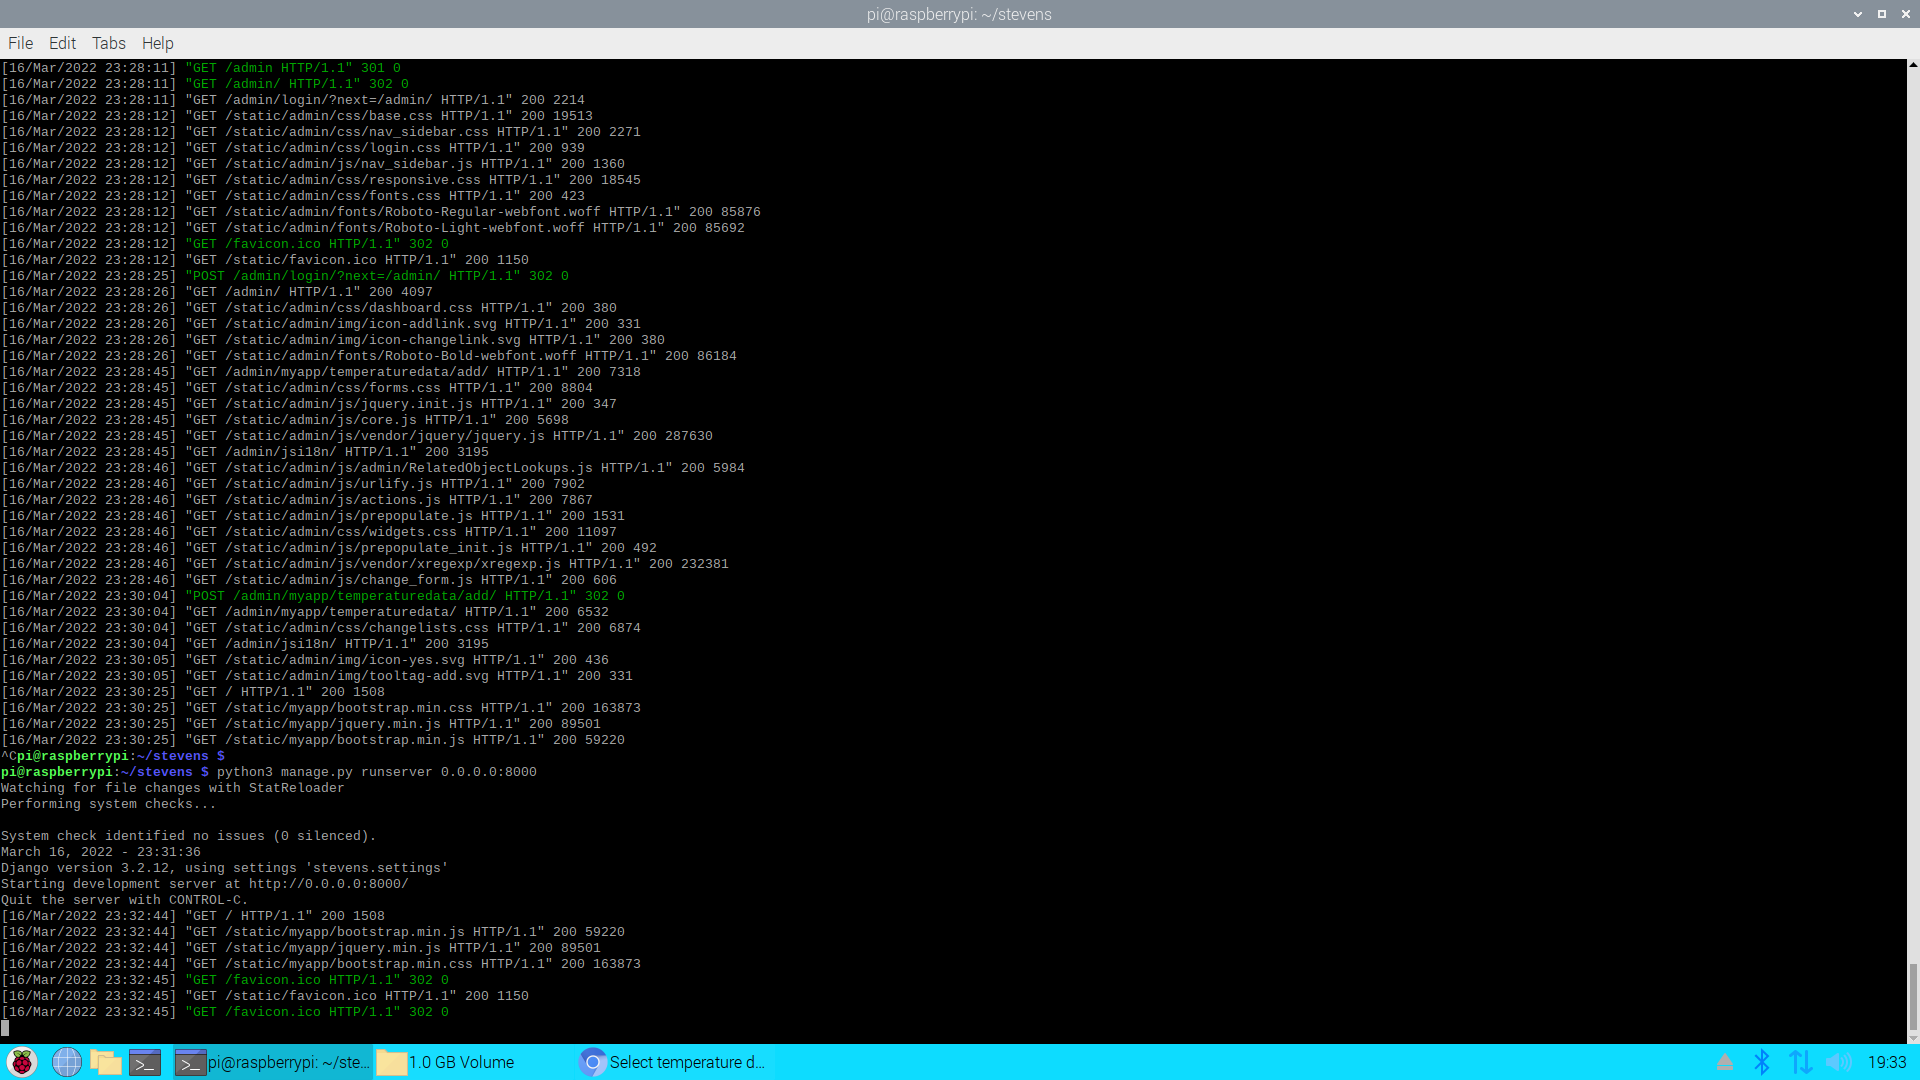 pi@raspberrypi: ~/stevens
File Edit Tabs Help
[16/Mar/2022 23:28:11] "GET /admin HTTP/1.1" 301 0
[16/Mar/2022 23:28:11] "GET /admin/ HTTP/1.1" 302 0
[16/Mar/2022 23:28:11] "GET /admin/login/?next=/admin/ HTTP/1.1" 200 2214
[16/Mar/2022 23:28:12] "GET /static/admin/css/base.css HTTP/1.1" 200 19513
[16/Mar/2022 23:28:12] "GET /static/admin/css/nav_sidebar.css HTTP/1.1" 200 2271
[16/Mar/2022 23:28:12] "GET /static/admin/css/login.css HTTP/1.1" 200 939
[16/Mar/2022 23:28:12] "GET /static/admin/js/nav_sidebar.js HTTP/1.1" 200 1360
[16/Mar/2022 23:28:12] "GET /static/admin/css/responsive.css HTTP/1.1" 200 18545
[16/Mar/2022 23:28:12] "GET /static/admin/css/fonts.css HTTP/1.1" 200 423
[16/Mar/2022 23:28:12] "GET /static/admin/fonts/Roboto-Regular-webfont.woff HTTP/1.1" 200 85876
[16/Mar/2022 23:28:12] "GET /static/admin/fonts/Roboto-Light-webfont.woff HTTP/1.1" 200 85692
[16/Mar/2022 23:28:12] "GET /favicon.ico HTTP/1.1" 302 0
[16/Mar/2022 23:28:12] "GET /static/favicon.ico HTTP/1.1" 200 1150
[16/Mar/2022 23:28:25] "POST /admin/login/?next=/admin/ HTTP/1.1" 302 0
[16/Mar/2022 23:28:26] "GET /admin/ HTTP/1.1" 200 4097
[16/Mar/2022 23:28:26] "GET /static/admin/css/dashboard.css HTTP/1.1" 200 380
[16/Mar/2022 23:28:26] "GET /static/admin/img/icon-addlink.svg HTTP/1.1" 200 331
[16/Mar/2022 23:28:26] "GET /static/admin/img/icon-changelink.svg HTTP/1.1" 200 380
[16/Mar/2022 23:28:26] "GET /static/admin/fonts/Roboto-Bold-webfont.woff HTTP/1.1" 200 86184
[16/Mar/2022 23:28:45] "GET /admin/myapp/temperaturedata/add/ HTTP/1.1" 200 7318
[16/Mar/2022 23:28:45] "GET /static/admin/css/forms.css HTTP/1.1" 200 8804
[16/Mar/2022 23:28:45] "GET /static/admin/js/jquery.init.js HTTP/1.1" 200 347
[16/Mar/2022 23:28:45] "GET /static/admin/js/core.js HTTP/1.1" 200 5698
[16/Mar/2022 23:28:45] "GET /static/admin/js/vendor/jquery/jquery.js HTTP/1.1" 200 287630
[16/Mar/2022 23:28:45] "GET /admin/jsi18n/ HTTP/1.1" 200 3195
[16/Mar/2022 23:28:46] "GET /static/admin/js/admin/RelatedObjectLookups.js HTTP/1.1" 200 5984
[16/Mar/2022 23:28:46] "GET /static/admin/js/urlify.js HTTP/1.1" 200 7902
[16/Mar/2022 23:28:46] "GET /static/admin/js/actions.js HTTP/1.1" 200 7867
[16/Mar/2022 23:28:46] "GET /static/admin/js/prepopulate.js HTTP/1.1" 200 1531
[16/Mar/2022 23:28:46] "GET /static/admin/css/widgets.css HTTP/1.1" 200 11097
[16/Mar/2022 23:28:46] "GET /static/admin/js/prepopulate_init.js HTTP/1.1" 200 492
[16/Mar/2022 23:28:46] "GET /static/admin/js/vendor/xregexp/xregexp.js HTTP/1.1" 200 232381
[16/Mar/2022 23:28:46] "GET /static/admin/js/change_form.js HTTP/1.1" 200 606
[16/Mar/2022 23:30:04] "POST /admin/myapp/temperaturedata/add/ HTTP/1.1" 302 0
[16/Mar/2022 23:30:04] "GET /admin/myapp/temperaturedata/ HTTP/1.1" 200 6532
[16/Mar/2022 23:30:04] "GET /static/admin/css/changelists.css HTTP/1.1" 200 6874
[16/Mar/2022 23:30:04] "GET /admin/jsi18n/ HTTP/1.1" 200 3195
[16/Mar/2022 23:30:05] "GET /static/admin/img/icon-yes.svg HTTP/1.1" 200 436
[16/Mar/2022 23:30:05] "GET /static/admin/img/tooltag-add.svg HTTP/1.1" 200 331
[16/Mar/2022 23:30:25] "GET / HTTP/1.1" 200 1508
[16/Mar/2022 23:30:25] "GET /static/myapp/bootstrap.min.css HTTP/1.1" 200 163873
[16/Mar/2022 23:30:25] "GET /static/myapp/jquery.min.js HTTP/1.1" 200 89501
[16/Mar/2022 23:30:25] "GET /static/myapp/bootstrap.min.js HTTP/1.1" 200 59220
^Cpi@raspberrypi:~/stevens $
pi@raspberrypi:~/stevens $ python3 manage.py runserver 0.0.0.0:8000
Watching for file changes with StatReloader
Performing system checks...
System check identified no issues (0 silenced).
March 16, 2022 - 23:31:36
Django version 3.2.12, using settings 'stevens.settings'
Starting development server at http://0.0.0.0:8000/
Quit the server with CONTROL-C.
[16/Mar/2022 23:32:44] "GET / HTTP/1.1" 200 1508
[16/Mar/2022 23:32:44] "GET /static/myapp/bootstrap.min.js HTTP/1.1" 200 59220
[16/Mar/2022 23:32:44] "GET /static/myapp/jquery.min.js HTTP/1.1" 200 89501
[16/Mar/2022 23:32:44] "GET /static/myapp/bootstrap.min.css HTTP/1.1" 200 163873
[16/Mar/2022 23:32:45] "GET /favicon.ico HTTP/1.1" 302 0
[16/Mar/2022 23:32:45] "GET /static/favicon.ico HTTP/1.1" 200 1150
[16/Mar/2022 23:32:45] "GET /favicon.ico HTTP/1.1" 302 0
pi@raspberrypi: ~/ste... 1.0 GB Volume Select temperature d... 19:33